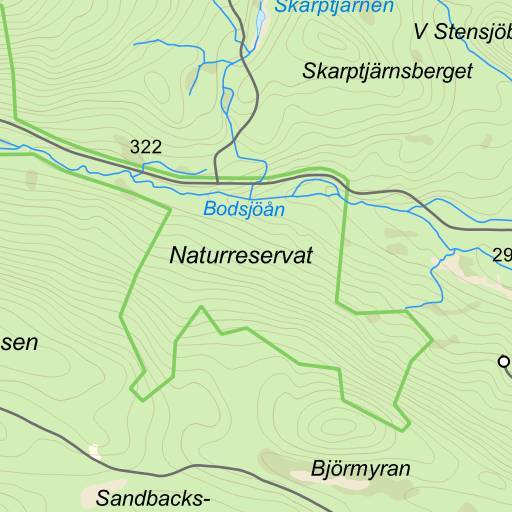 Skarptjärnen
V Stensjöb
Skarptjärnsberget
322
Bodsjöån
Naturreservat
29
sen
Björmyran
Sandbacks-